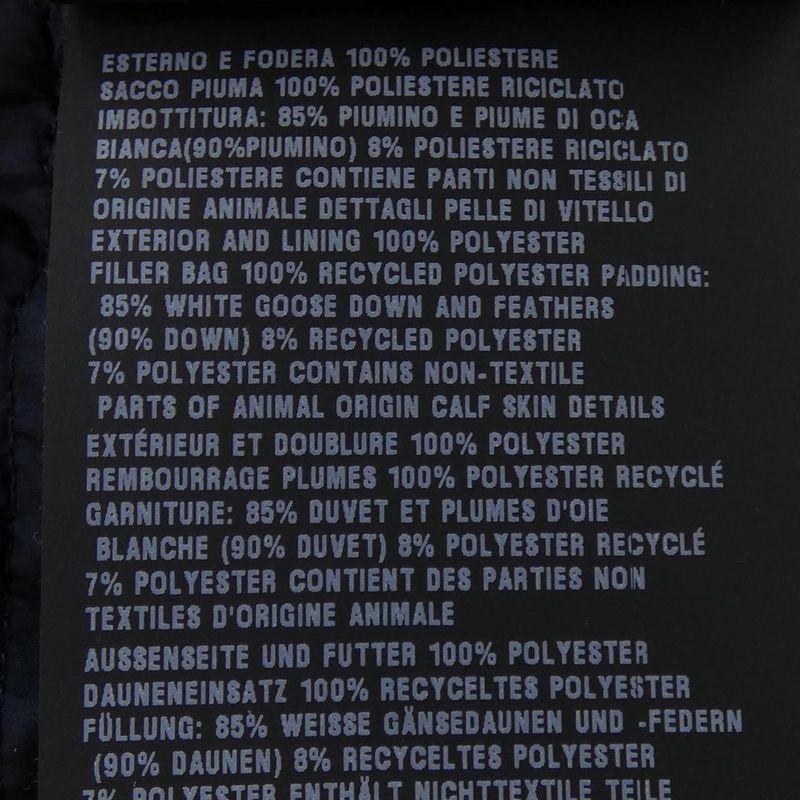 ESTERNO E FODERA 100% POLIESTERE
SACCO PIUMA 100% POLIESTERE RICICLATO
IMBOTTITURA: 85% PIUMINO E PIUME DI OCA
BIANCA(90%PIUMINO) 8% POLIESTERE RICICLATO
7% POLIESTERE CONTIENE PARTI NON TESSILI DI
ORIGINE ANIMALE DETTAGLI PELLE DI VITELLO
EXTERIOR AND LINING 100% POLYESTER
FILLER BAG 100% RECYCLED POLYESTER PADDING:
85% WHITE GOOSE DOWN AND FEATHERS
(90% DOWN) 8% RECYCLED POLYESTER
7% POLYESTER CONTAINS NON-TEXTILE
PARTS OF ANIMAL ORIGIN CALF SKIN DETAILS
EXTÉRIEUR ET DOUBLURE 100% POLYESTER
REMBOURRAGE PLUMES 100% POLYESTER RECYCLÉ
GARNITURE: 85% DUVET ET PLUMES D'OIE
BLANCHE (90% DUVET) 8% POLYESTER RECYCLÉ
7% POLYESTER CONTIENT DES PARTIES NON
TEXTILES D'ORIGINE ANIMALE
AUSSENSEITE UND FUTTER 100% POLYESTER
DAUNENEINSATZ 100% RECYCELTES POLYESTER
FÜLLUNG: 85% WEISSE GÄNSEDAUNEN UND -FEDERN
(90% DAUNEN) 8% RECYCELTES POLYESTER
7% POLYESTER ENTHÄLT NICHTTEXTILE TEILE